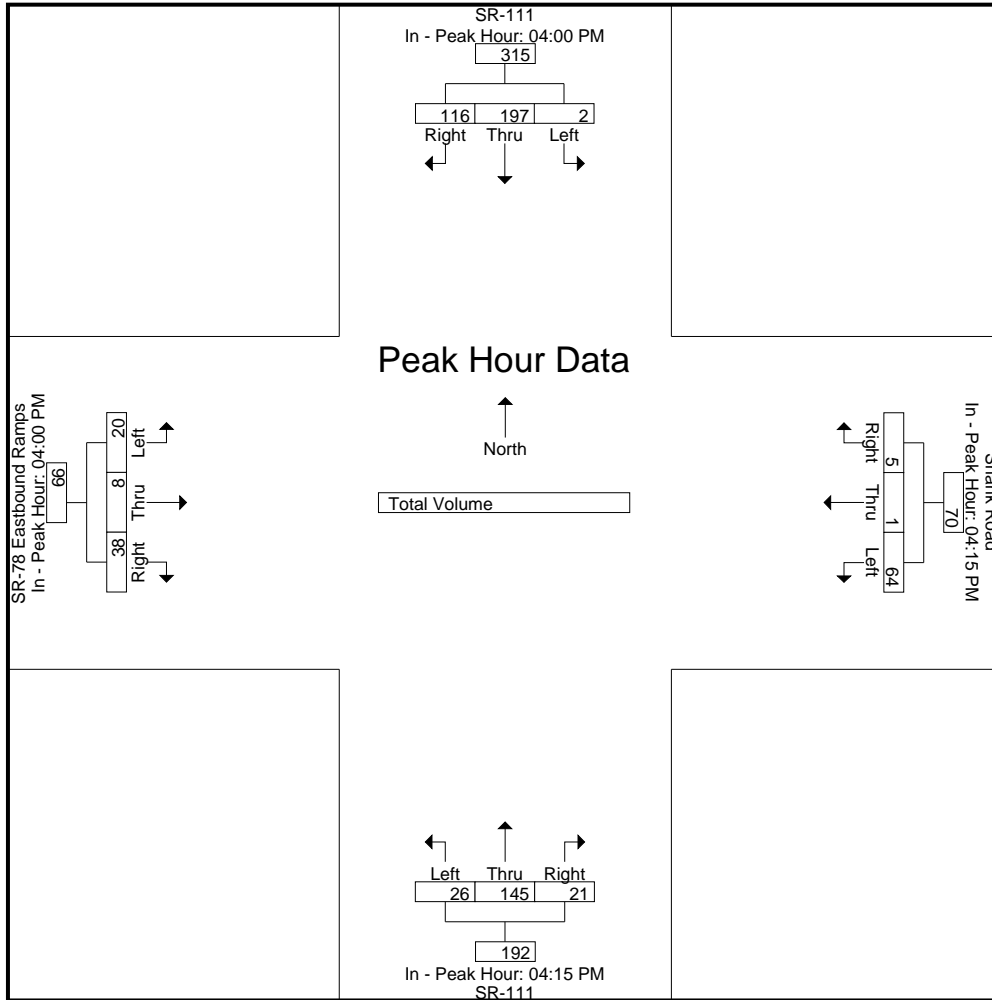 SR-111
In - Peak Hour: 04:00 PM
315
116 197 2
Right Thru Left
Peak Hour Data
North
Total Volume
SR-78 Eastbound Ramps
In - Peak Hour: 04:00 PM
66
20 8 38
Left Thru Right
Shank Road
In - Peak Hour: 04:15 PM
70
5 1 64
Right Thru Left
Left Thru Right
26 145 21
192
In - Peak Hour: 04:15 PM
SR-111